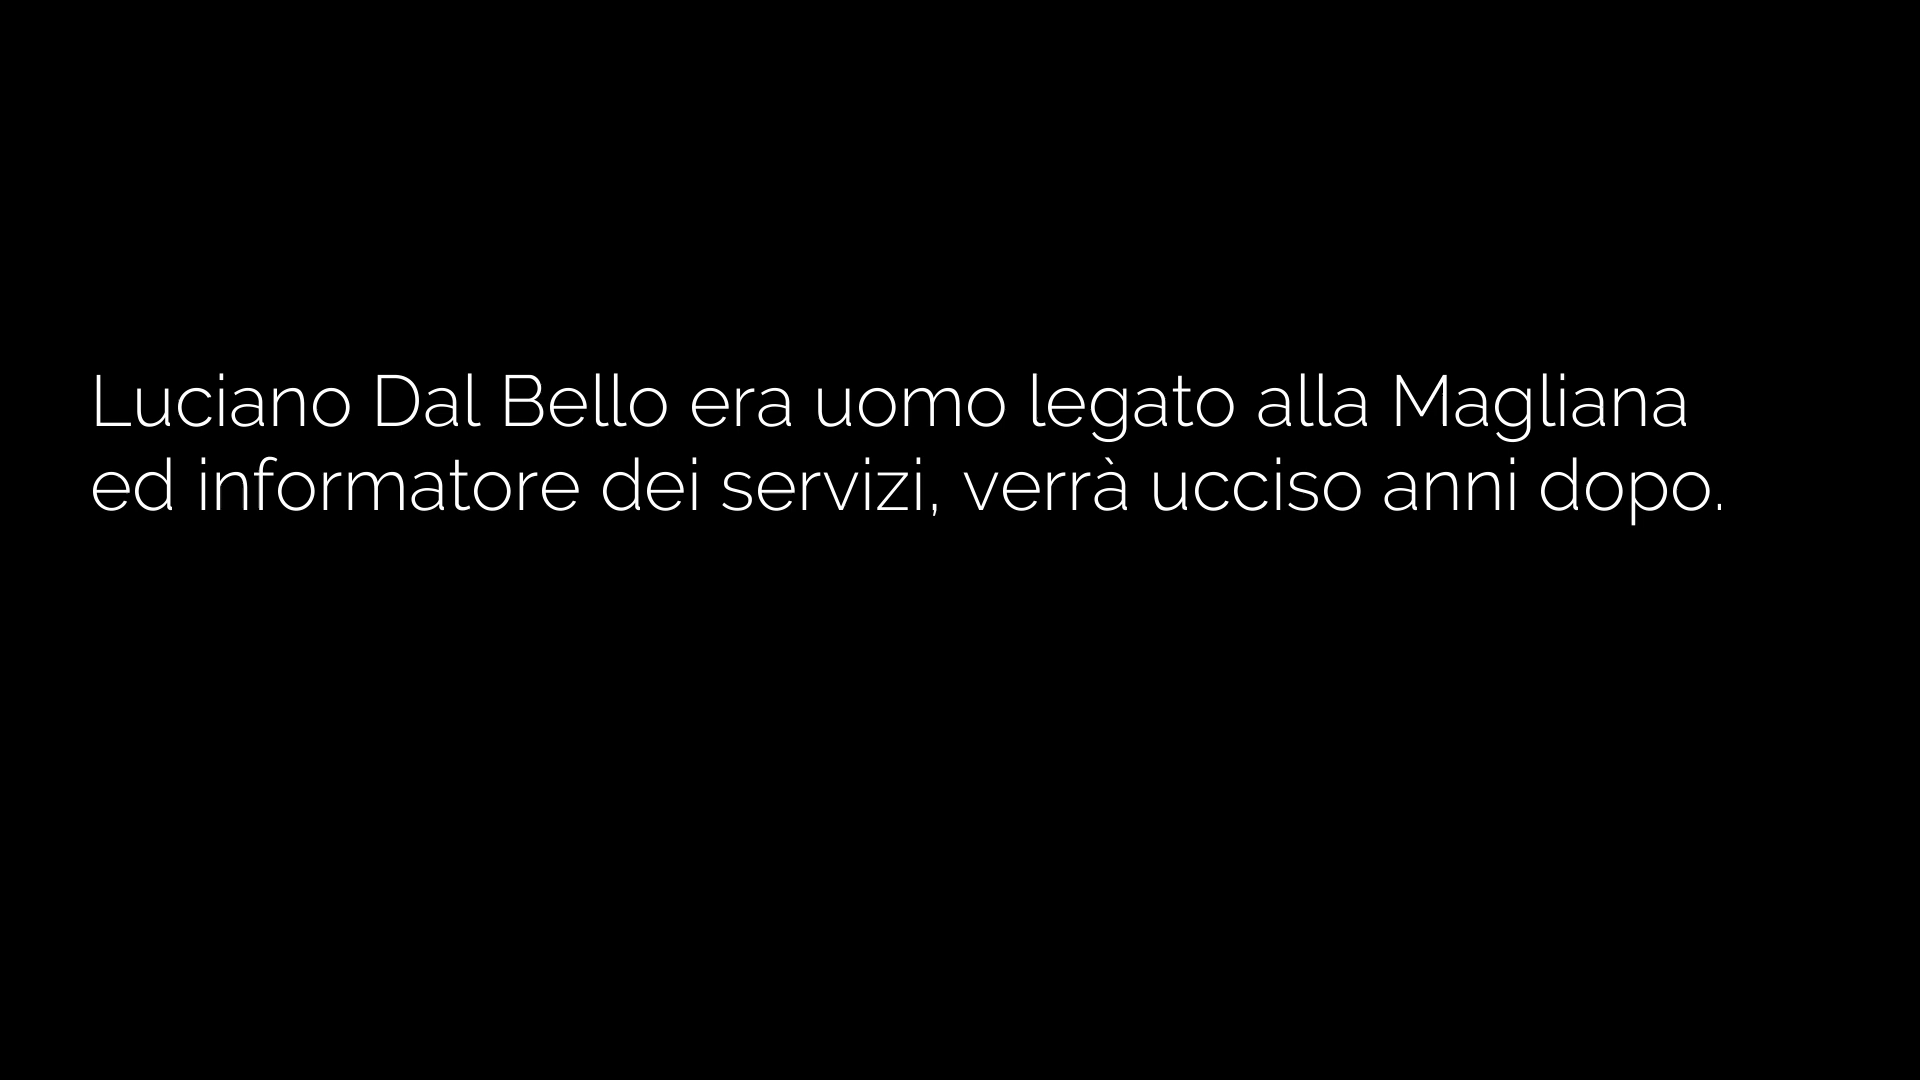 Luciano Dal Bello era uomo legato alla Magliana
ed informatore dei servizi, verrà ucciso anni dopo.